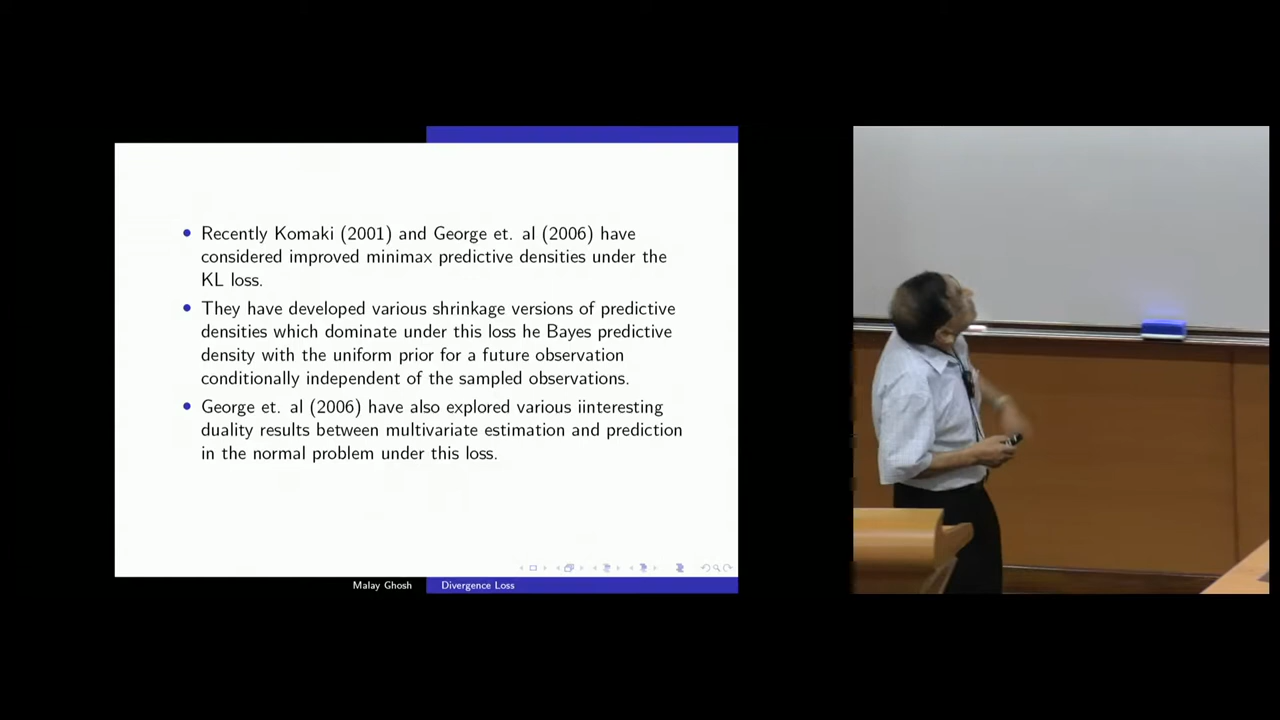 Recently Komaki (2001) and George et. al (2006) have
considered improved minimax predictive densities under the
KL loss.
They have developed various shrinkage versions of predictive
densities which dominate under this loss he Bayes predictive
density with the uniform prior for a future observation
conditionally independent of the sampled observations.
George et. al (2006) have also explored various iinteresting
duality results between multivariate estimation and prediction
in the normal problem under this loss.
Malay Ghosh
Divergence Loss